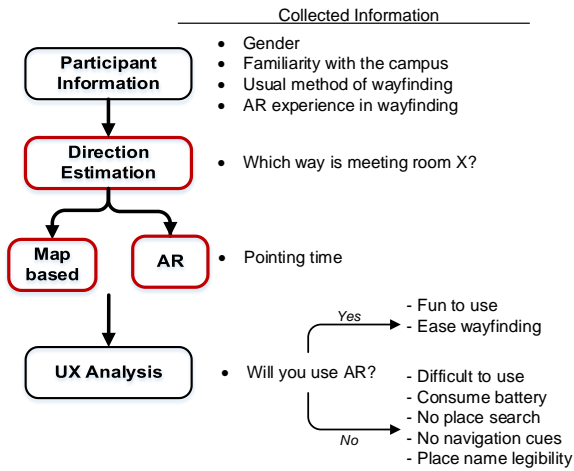 Collected Information
Participant
Information
• Gender
• Familiarity with the campus
• Usual method of wayfinding
• AR experience in wayfinding
Direction
Estimation
• Which way is meeting room X?
Map
based
AR
• Pointing time
UX Analysis
• Will you use AR?
Yes
- Fun to use
- Ease wayfinding
No
- Difficult to use
- Consume battery
- No place search
- No navigation cues
- Place name legibility